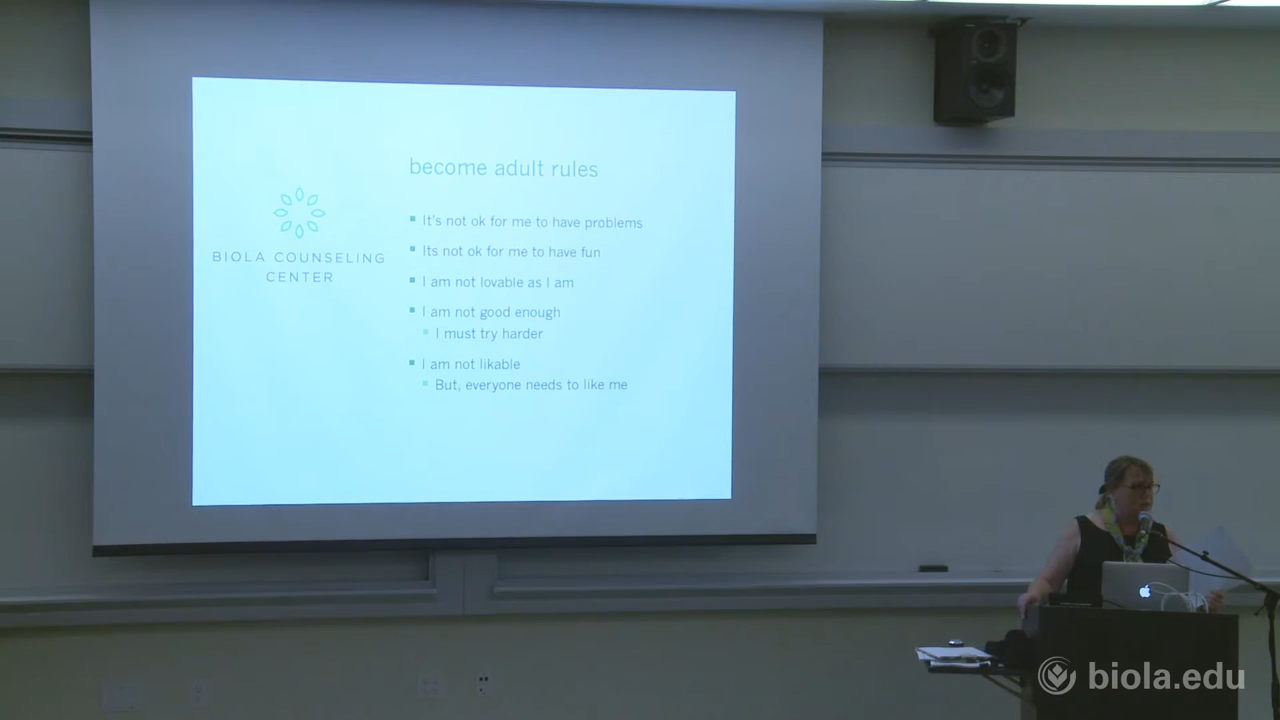 become adult rules
BIOLA COUNSELING
CENTER
It's not ok for me to have problems
Its not ok for me to have fun
I am not lovable as I am
I am not good enough
I must try harder
I am not likable
But, everyone needs to like me
biola.edu